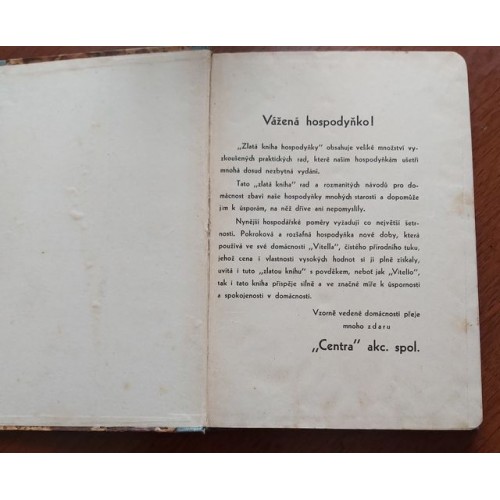 Vážená hospodyňko!
„Zlatá kniha hospodyňky" obsahuje veliké množství vy-
zkoušených praktických rad, které našim hospodyňkám ušetří
mnohá dosud nezbytná vydání.
Tato „zlatá kniha" rad a rozmanitých návodů pro do-
mácnost zbaví naše hospodyňky mnohých starostí a dopomůže
jim k úsporám, na něž dříve ani nepomyslily.
Nynější hospodářské poměry vyžadují co největší šetr-
nosti. Pokroková a rozšafná hospodyňka nové doby, která
používá ve své domácnosti „Vitella", čistého přírodního tuku,
jehož cena i vlastnosti vysokých hodnot si ji plně získaly,
uvítá i tuto „zlatou knihu" s povděkem, neboť jak „Vitello",
tak i tato kniha přispěje silně a ve značné míře k úspornosti
a spokojenosti v domácnosti.
Vzorně vedené domácnosti přeje
mnoho zdaru
„Centra" akc. spol.